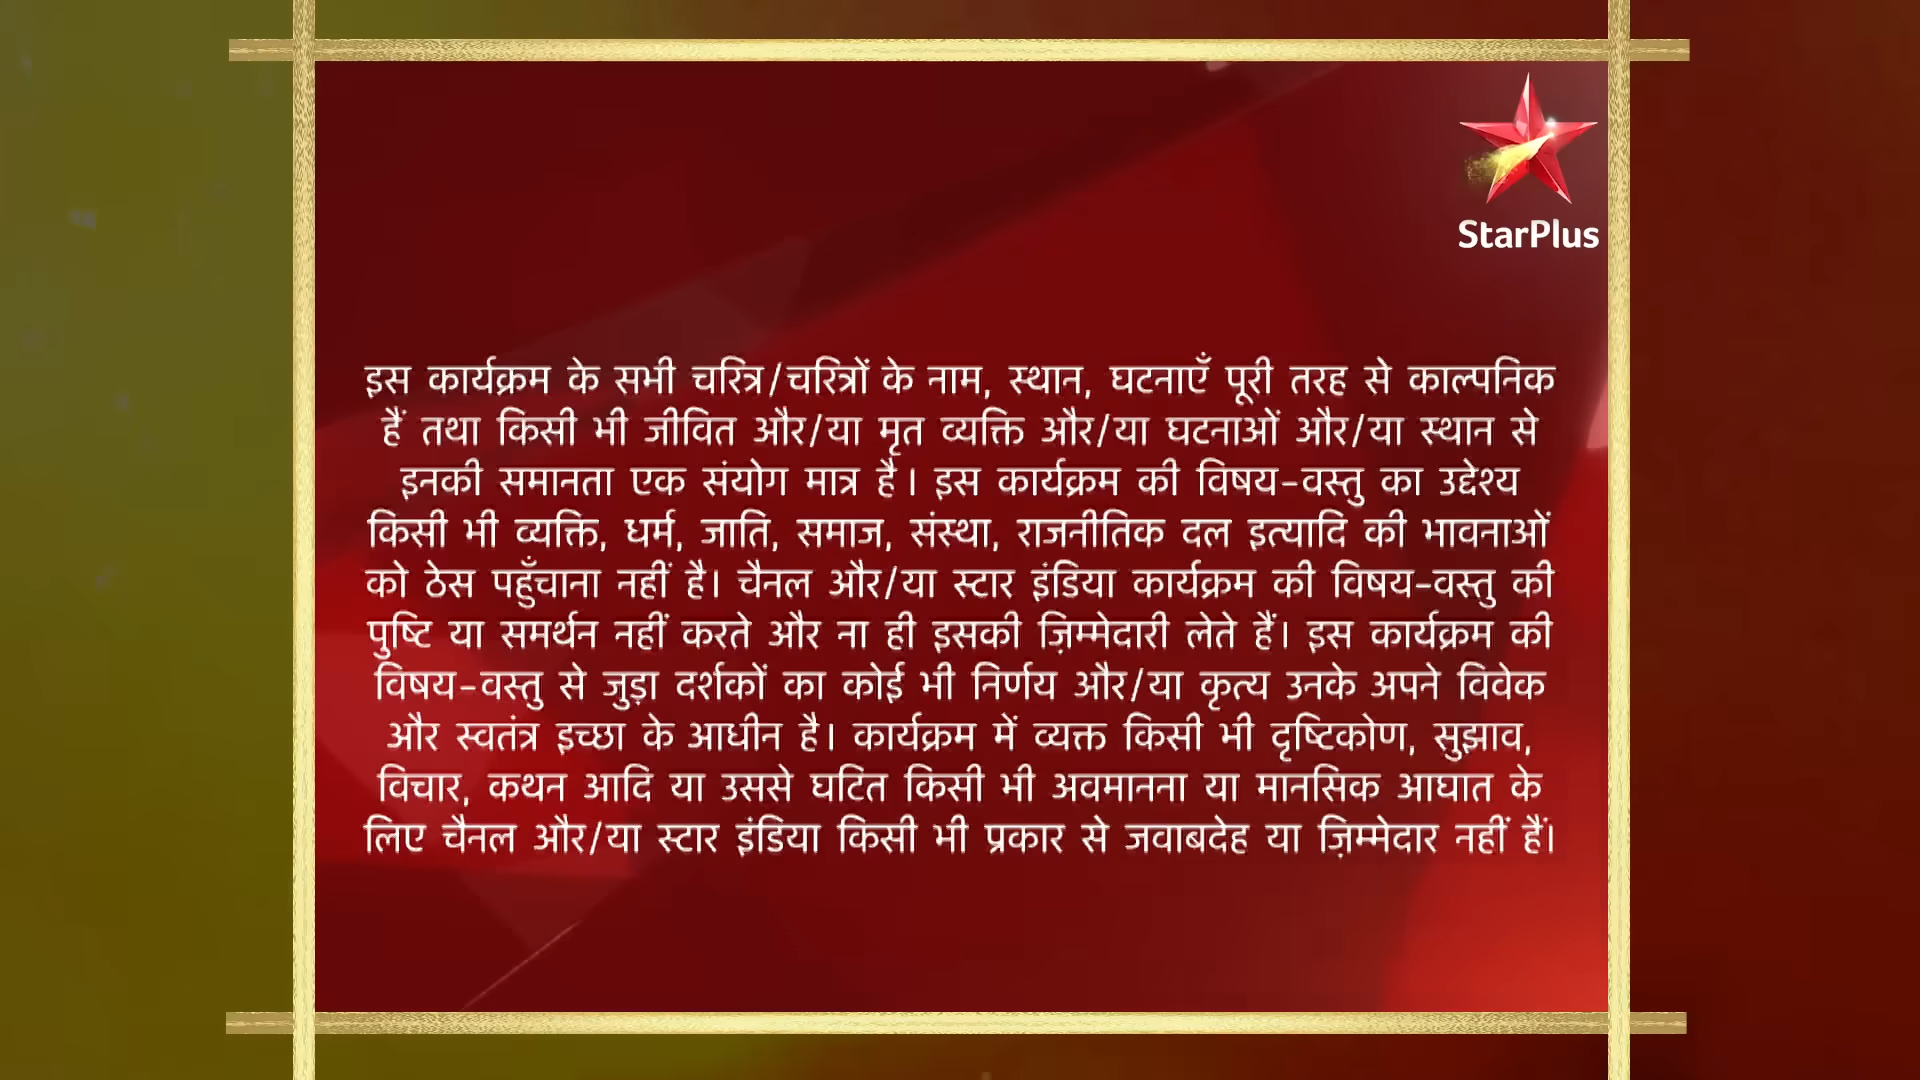 StarPlus
इस कार्यक्रम के सभी चरित्र/चरित्रों के नाम, स्थान, घटनाएँ पूरी तरह से काल्पनिक
हैं तथा किसी भी जीवित और/या मृत व्यक्ति और/या घटनाओं और/या स्थान से
इनकी समानता एक संयोग मात्र है। इस कार्यक्रम की विषय-वस्तु का उद्देश्य
किसी भी व्यक्ति, धर्म, जाति, समाज, संस्था, राजनीतिक दल इत्यादि की भावनाओं
को ठेस पहुँचाना नहीं है। चैनल और/या स्टार इंडिया कार्यक्रम की विषय-वस्तु की
पुष्टि या समर्थन नहीं करते और ना ही इसकी ज़िम्मेदारी लेते हैं। इस कार्यक्रम की
विषय-वस्तु से जुड़ा दर्शकों का कोई भी निर्णय और/या कृत्य उनके अपने विवेक
और स्वतंत्र इच्छा के आधीन है। कार्यक्रम में व्यक्त किसी भी दृष्टिकोण, सुझाव,
विचार, कथन आदि या उससे घटित किसी भी अवमानना या मानसिक आघात के
लिए चैनल और/या स्टार इंडिया किसी भी प्रकार से जवाबदेह या ज़िम्मेदार नहीं हैं।